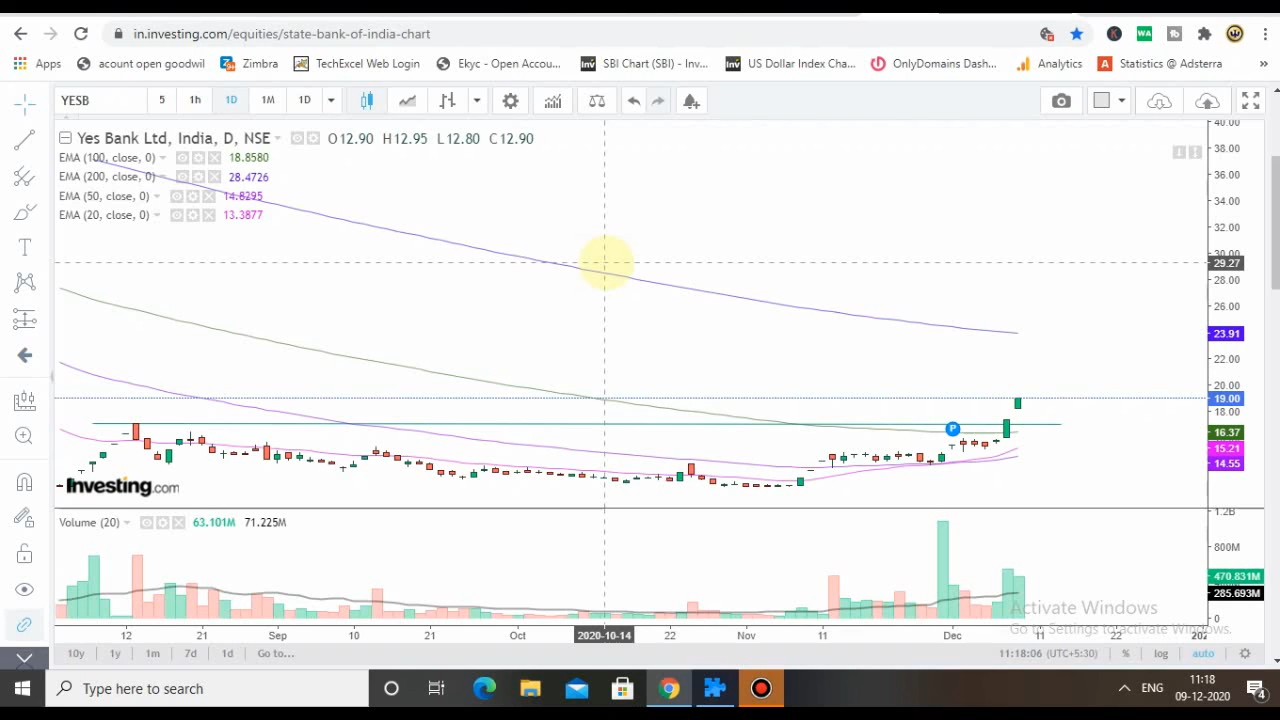 in.investing.com/equities/state-bank-of-india-chart
Apps acount open goodwil Zimbra TechExcel Web Login Ekyc - Open Accou... SBI Chart (SBI) - Inv... US Dollar Index Cha... OnlyDomains Dash... Analytics Statistics @ Adsterra »
YESB 5 1h 1D 1M 1D
Yes Bank Ltd, India, D, NSE O12.90 H12.95 L12.80 C12.90
EMA (100, close, 0) 18.8580
EMA (200, close, 0) 28.4726
EMA (50, close, 0) 14.8295
EMA (20, close, 0) 13.3877
40.00
38.00
36.00
34.00
32.00
30.00
29.27
28.00
26.00
23.91
22.00
20.00
19.00
18.00
16.37
15.21
14.55
P
Investing.com
Volume (20) 63.101M 71.225M
1.2B
800M
470.831M
285.693M
0
Activate Windows
Go to Settings to activate Windows.
12 21 Sep 10 21 Oct 2020-10-14 22 Nov 11 Dec 11 22
10y 1y 1m 7d 1d Go to... 11:18:06 (UTC+5:30) % log auto
Type here to search
ENG
11:18
09-12-2020
4